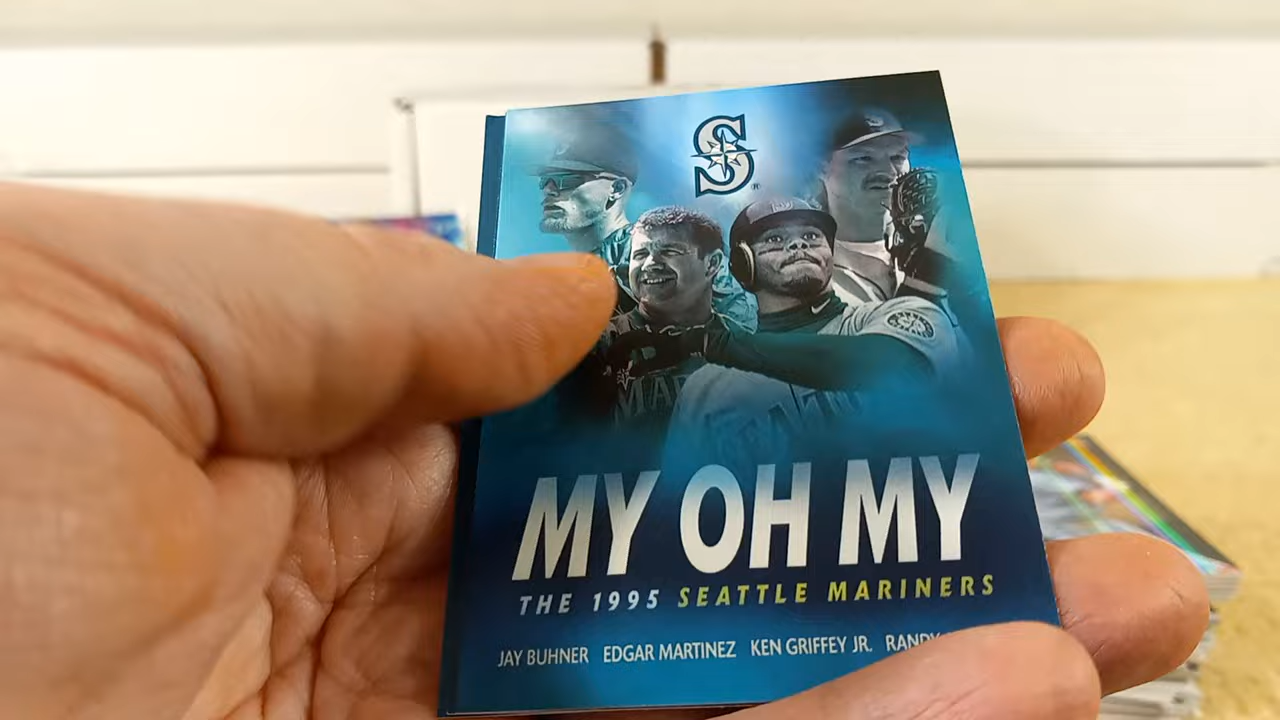 S
MY OH MY
THE 1995 SEATTLE MARINERS
JAY BUHNER EDGAR MARTINEZ KEN GRIFFEY JR. RANDY